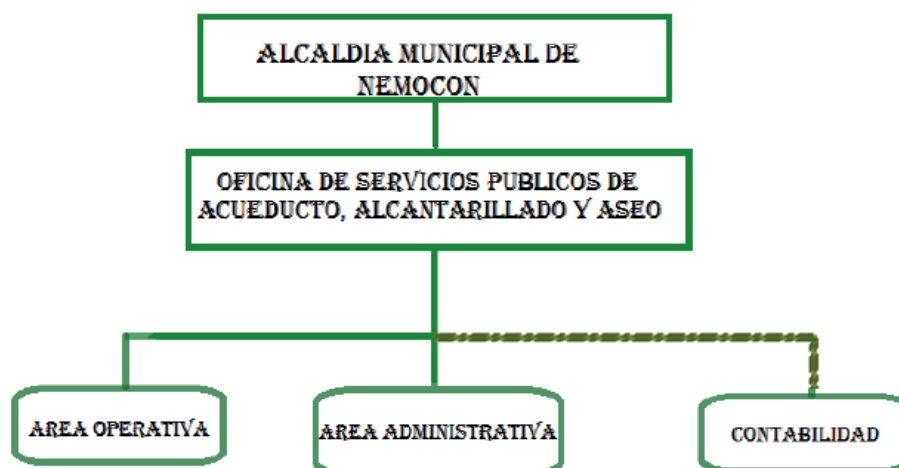 ALCALDIA MUNICIPAL DE
NEMOCON
OFICINA DE SERVICIOS PUBLICOS DE
ACUEDUCTO, ALCANTARILLADO Y ASEO
AREA OPERATIVA
AREA ADMINISTRATIVA
CONTABILIDAD